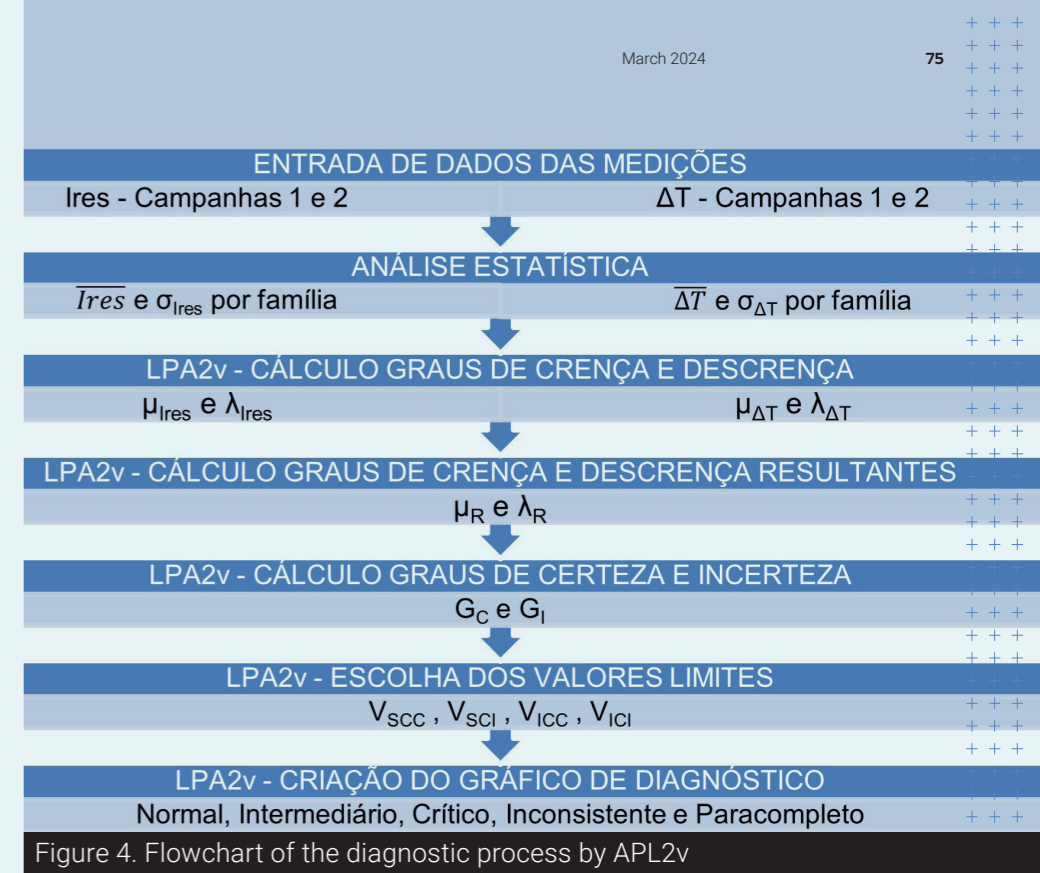 March 2024 75
ENTRADA DE DADOS DAS MEDIÇÕES
Ires - Campanhas 1 e 2 ΔT - Campanhas 1 e 2
ANÁLISE ESTATÍSTICA
I̅r̅e̅s̅ e σIres por família Δ̅T̅ e σΔT por família
LPA2v - CÁLCULO GRAUS DE CRENÇA E DESCRENÇA
μIres e λIres μΔT e λΔT
LPA2v - CÁLCULO GRAUS DE CRENÇA E DESCRENÇA RESULTANTES
μR e λR
LPA2v - CÁLCULO GRAUS DE CERTEZA E INCERTEZA
GC e GI
LPA2v - ESCOLHA DOS VALORES LIMITES
VSCC , VSCI , VICC , VICI
LPA2v - CRIAÇÃO DO GRÁFICO DE DIAGNÓSTICO
Normal, Intermediário, Crítico, Inconsistente e Paracompleto
Figure 4. Flowchart of the diagnostic process by APL2v